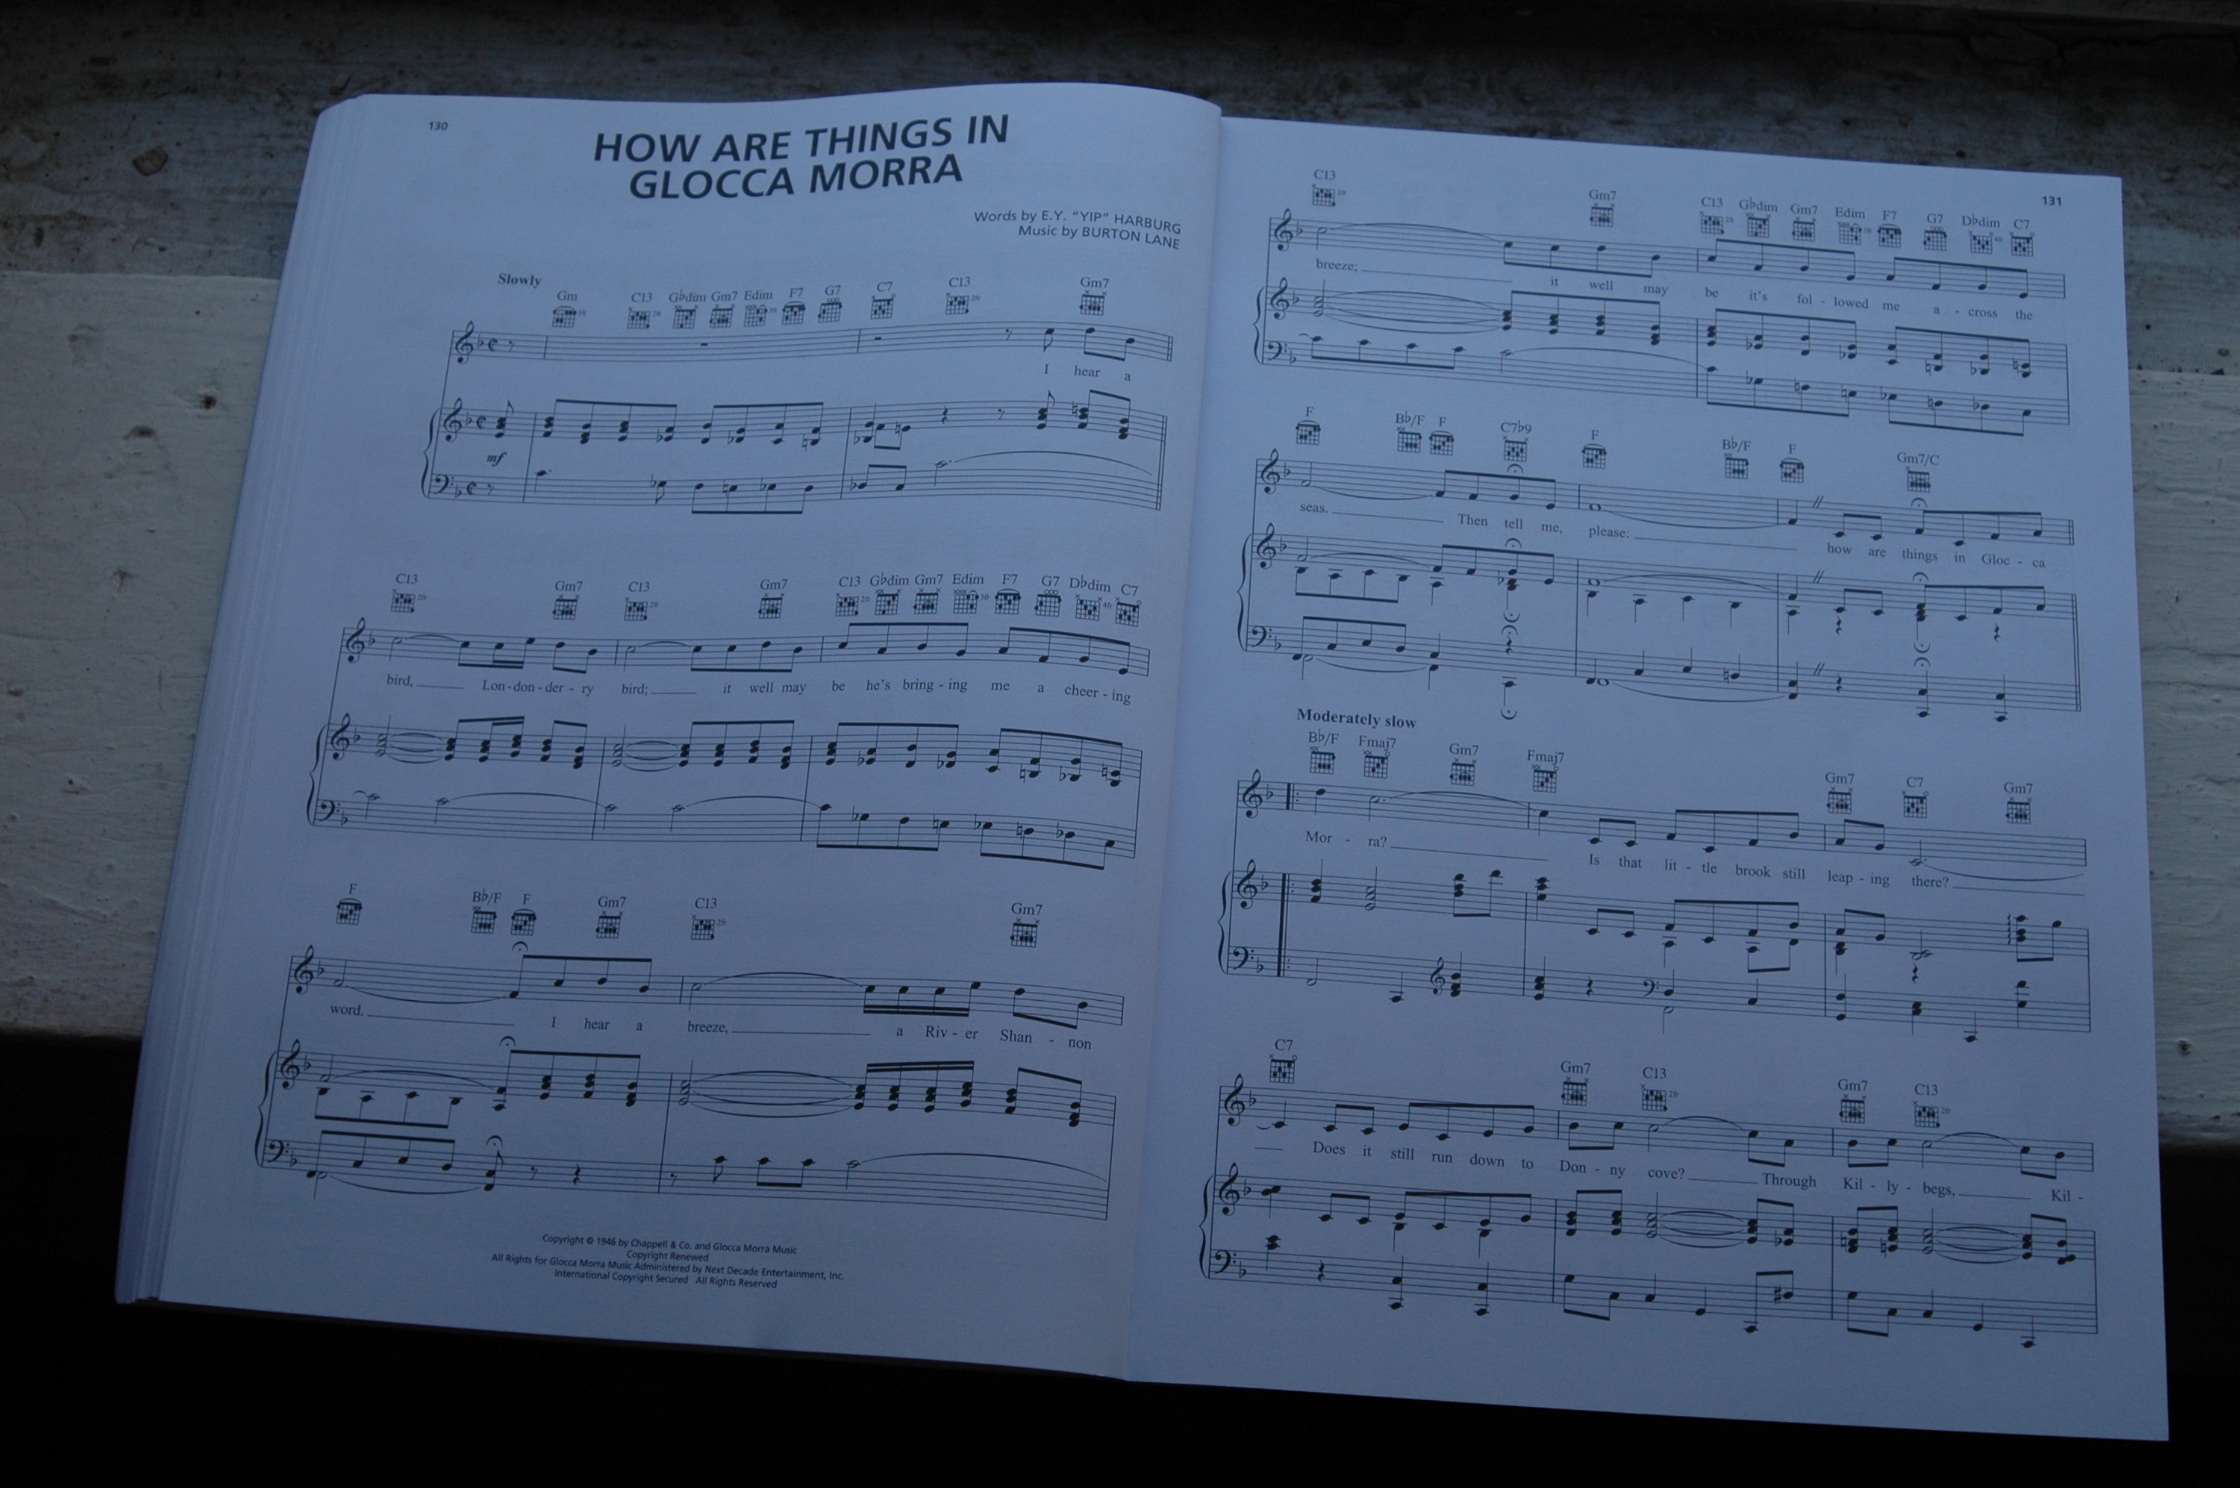 130
HOW ARE THINGS IN
GLOCCA MORRA
Words by E.Y. “YIP” HARBURG
Music by BURTON LANE
Slowly
Gm C13 G♭dim Gm7 Edim F7 G7 C7 C13 Gm7
I hear a
mf
C13 Gm7 C13 Gm7 C13 G♭dim Gm7 Edim F7 G7 D♭dim C7
bird, Lon - don - der - ry bird; it well may be he's bring - ing me a cheer - ing
F B♭/F F Gm7 C13 Gm7
word. I hear a breeze, a Riv - er Shan - non
Copyright © 1946 by Chappell & Co. and Glocca Morra Music
Copyright Renewed
All Rights for Glocca Morra Music Administered by Next Decade Entertainment, Inc.
International Copyright Secured All Rights Reserved
131
C13 Gm7 C13 G♭dim Gm7 Edim F7 G7 D♭dim C7
breeze; it well may be it's fol - lowed me a - cross the
F B♭/F F C7♭9 F B♭/F F Gm7/C
seas. Then tell me, please: how are things in Gloc - ca
Moderately slow
B♭/F Fmaj7 Gm7 Fmaj7 Gm7 C7 Gm7
Mor - ra? Is that lit - tle brook still leap - ing there?
C7 Gm7 C13 Gm7 C13
Does it still run down to Don - ny cove? Through Kil - ly - begs, Kil -